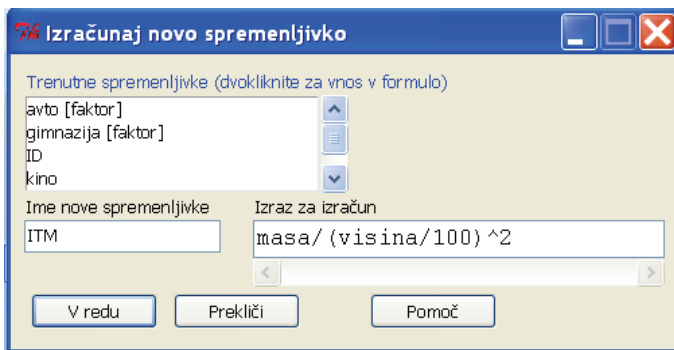 Izračunaj novo spremenljivko
Trenutne spremenljivke (dvokliknite za vnos v formulo)
avto [faktor]
gimnazija [faktor]
ID
kino
Ime nove spremenljivke
Izraz za izračun
ITM
masa/(visina/100)^2
V redu
Prekliči
Pomoč